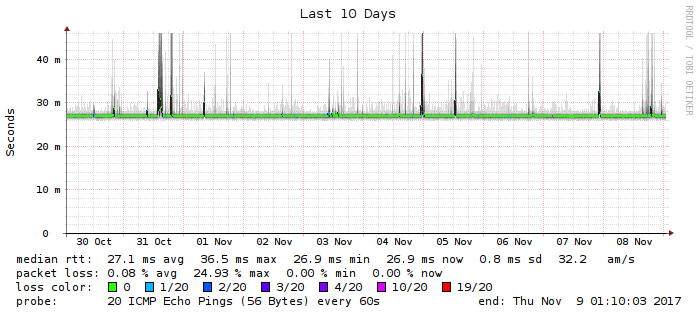 Last 10 Days
RRDTOOL / TOBI OETIKER
Seconds
40 m
30 m
20 m
10 m
0
30 Oct 31 Oct 01 Nov 02 Nov 03 Nov 04 Nov 05 Nov 06 Nov 07 Nov 08 Nov
median rtt: 27.1 ms avg 36.5 ms max 26.9 ms min 26.9 ms now 0.8 ms sd 32.2 am/s
packet loss: 0.08 % avg 24.93 % max 0.00 % min 0.00 % now
loss color: 0 1/20 2/20 3/20 4/20 10/20 19/20
probe: 20 ICMP Echo Pings (56 Bytes) every 60s end: Thu Nov 9 01:10:03 2017